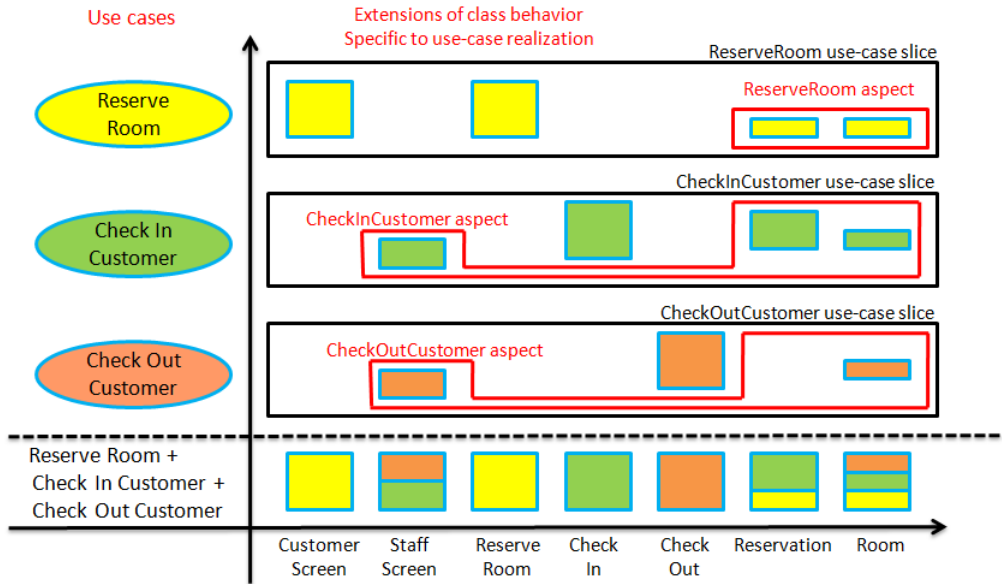 Use cases
Extensions of class behavior
Specific to use-case realization
ReserveRoom use-case slice
Reserve
Room
ReserveRoom aspect
CheckInCustomer use-case slice
Check In
Customer
CheckInCustomer aspect
CheckOutCustomer use-case slice
Check Out
Customer
CheckOutCustomer aspect
Reserve Room +
Check In Customer +
Check Out Customer
Customer
Screen
Staff
Screen
Reserve
Room
Check
In
Check
Out
Reservation
Room